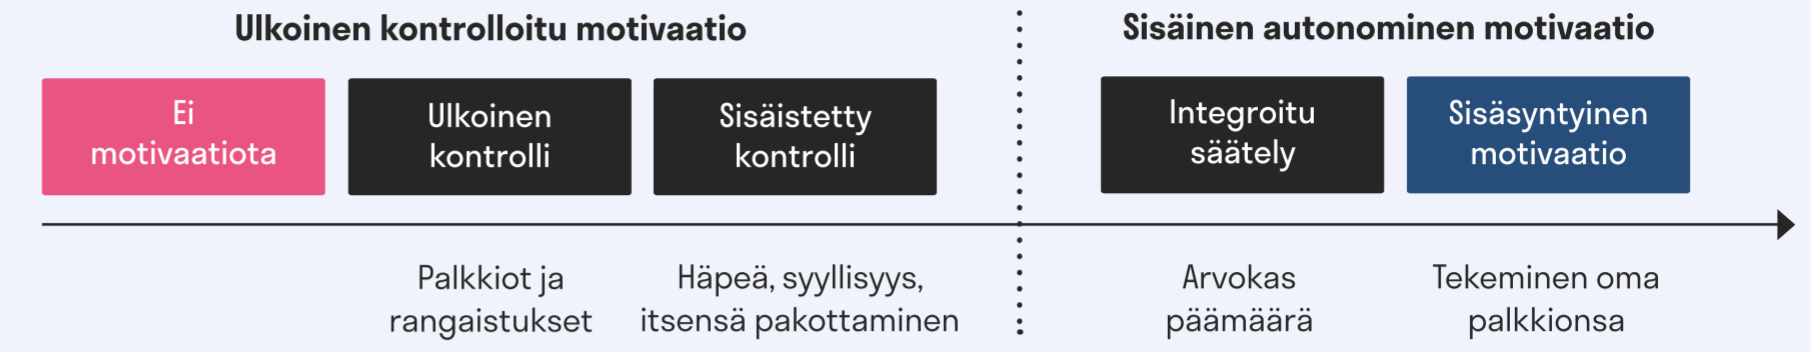 Ulkoinen kontrolloitu motivaatio
Sisäinen autonominen motivaatio
Ei
motivaatiota
Ulkoinen
kontrolli
Sisäistetty
kontrolli
Integroitu
säätely
Sisäsyntyinen
motivaatio
Palkkiot ja
rangaistukset
Häpeä, syyllisyys,
itsensä pakottaminen
Arvokas
päämäärä
Tekeminen oma
palkkionsa